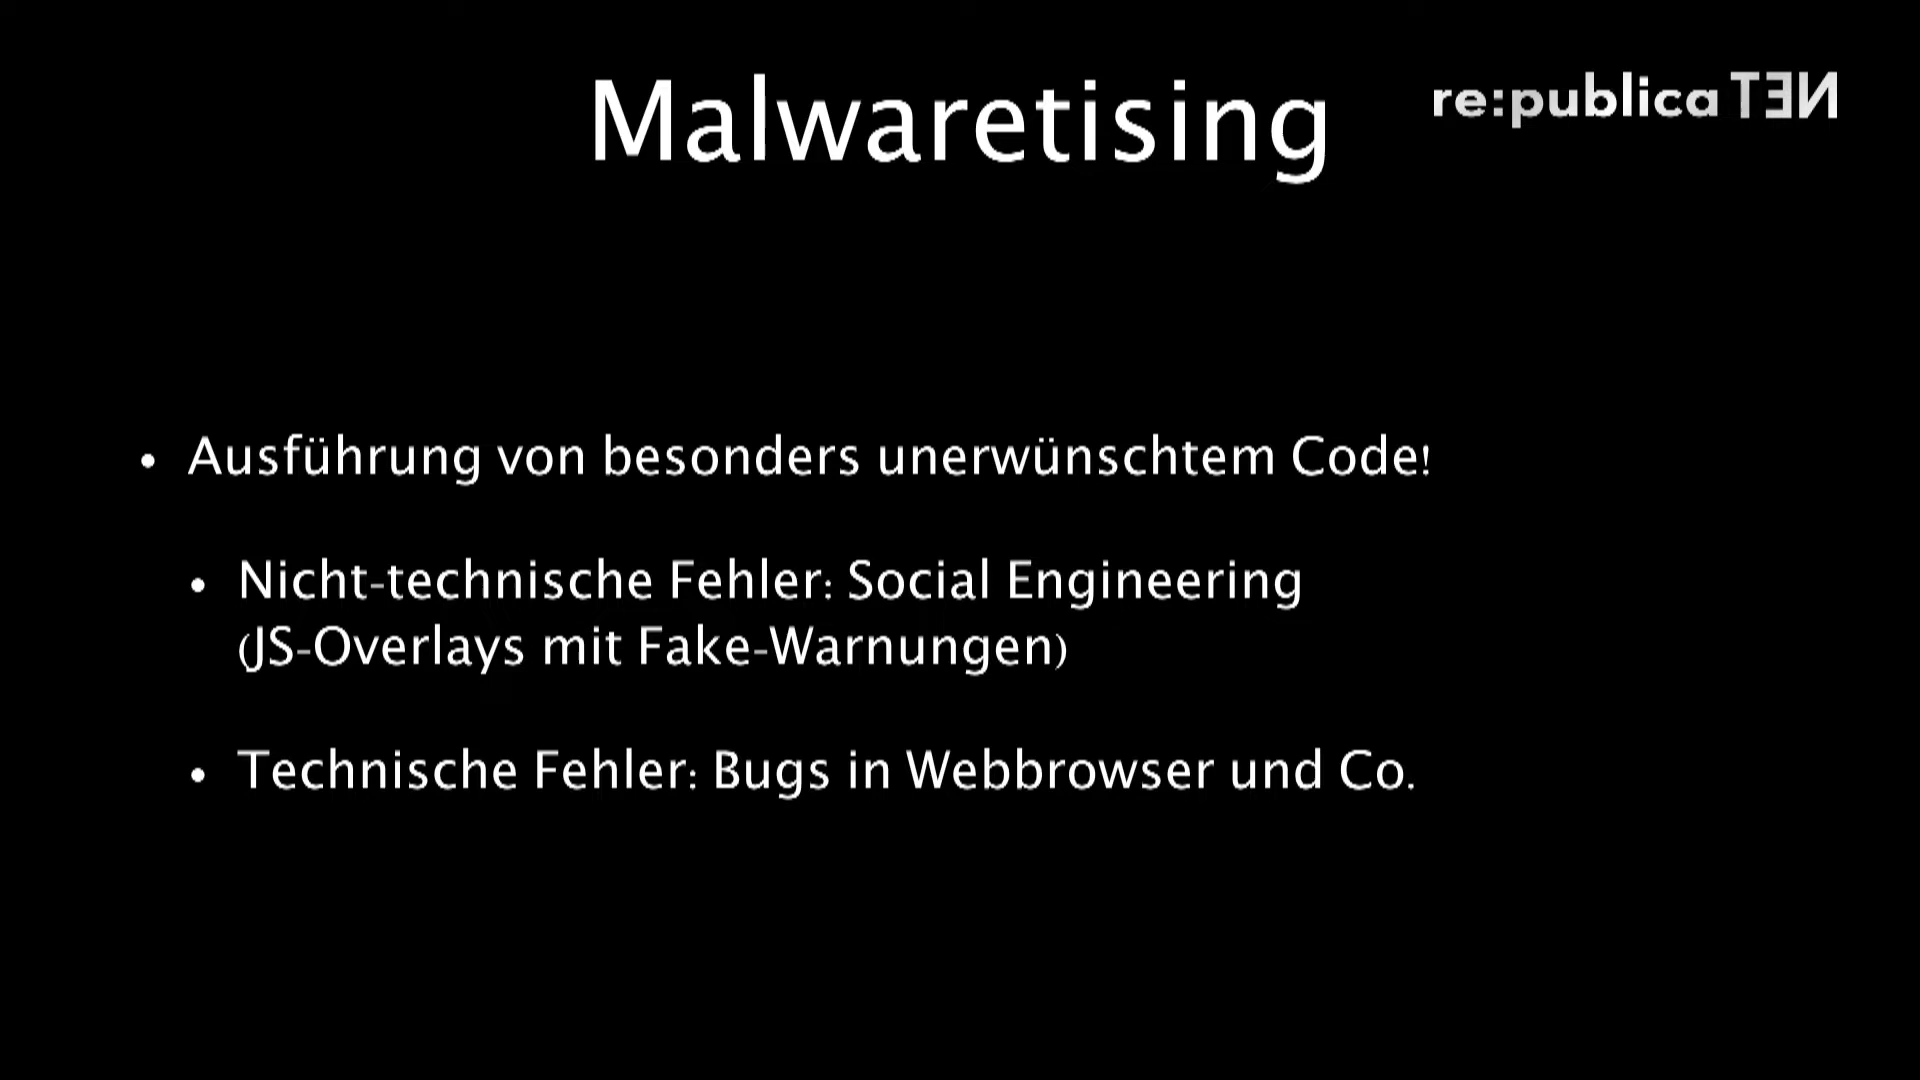 Malwaretising
re:publica TEN
• Ausführung von besonders unerwünschtem Code!
• Nicht-technische Fehler: Social Engineering
(JS-Overlays mit Fake-Warnungen)
• Technische Fehler: Bugs in Webbrowser und Co.